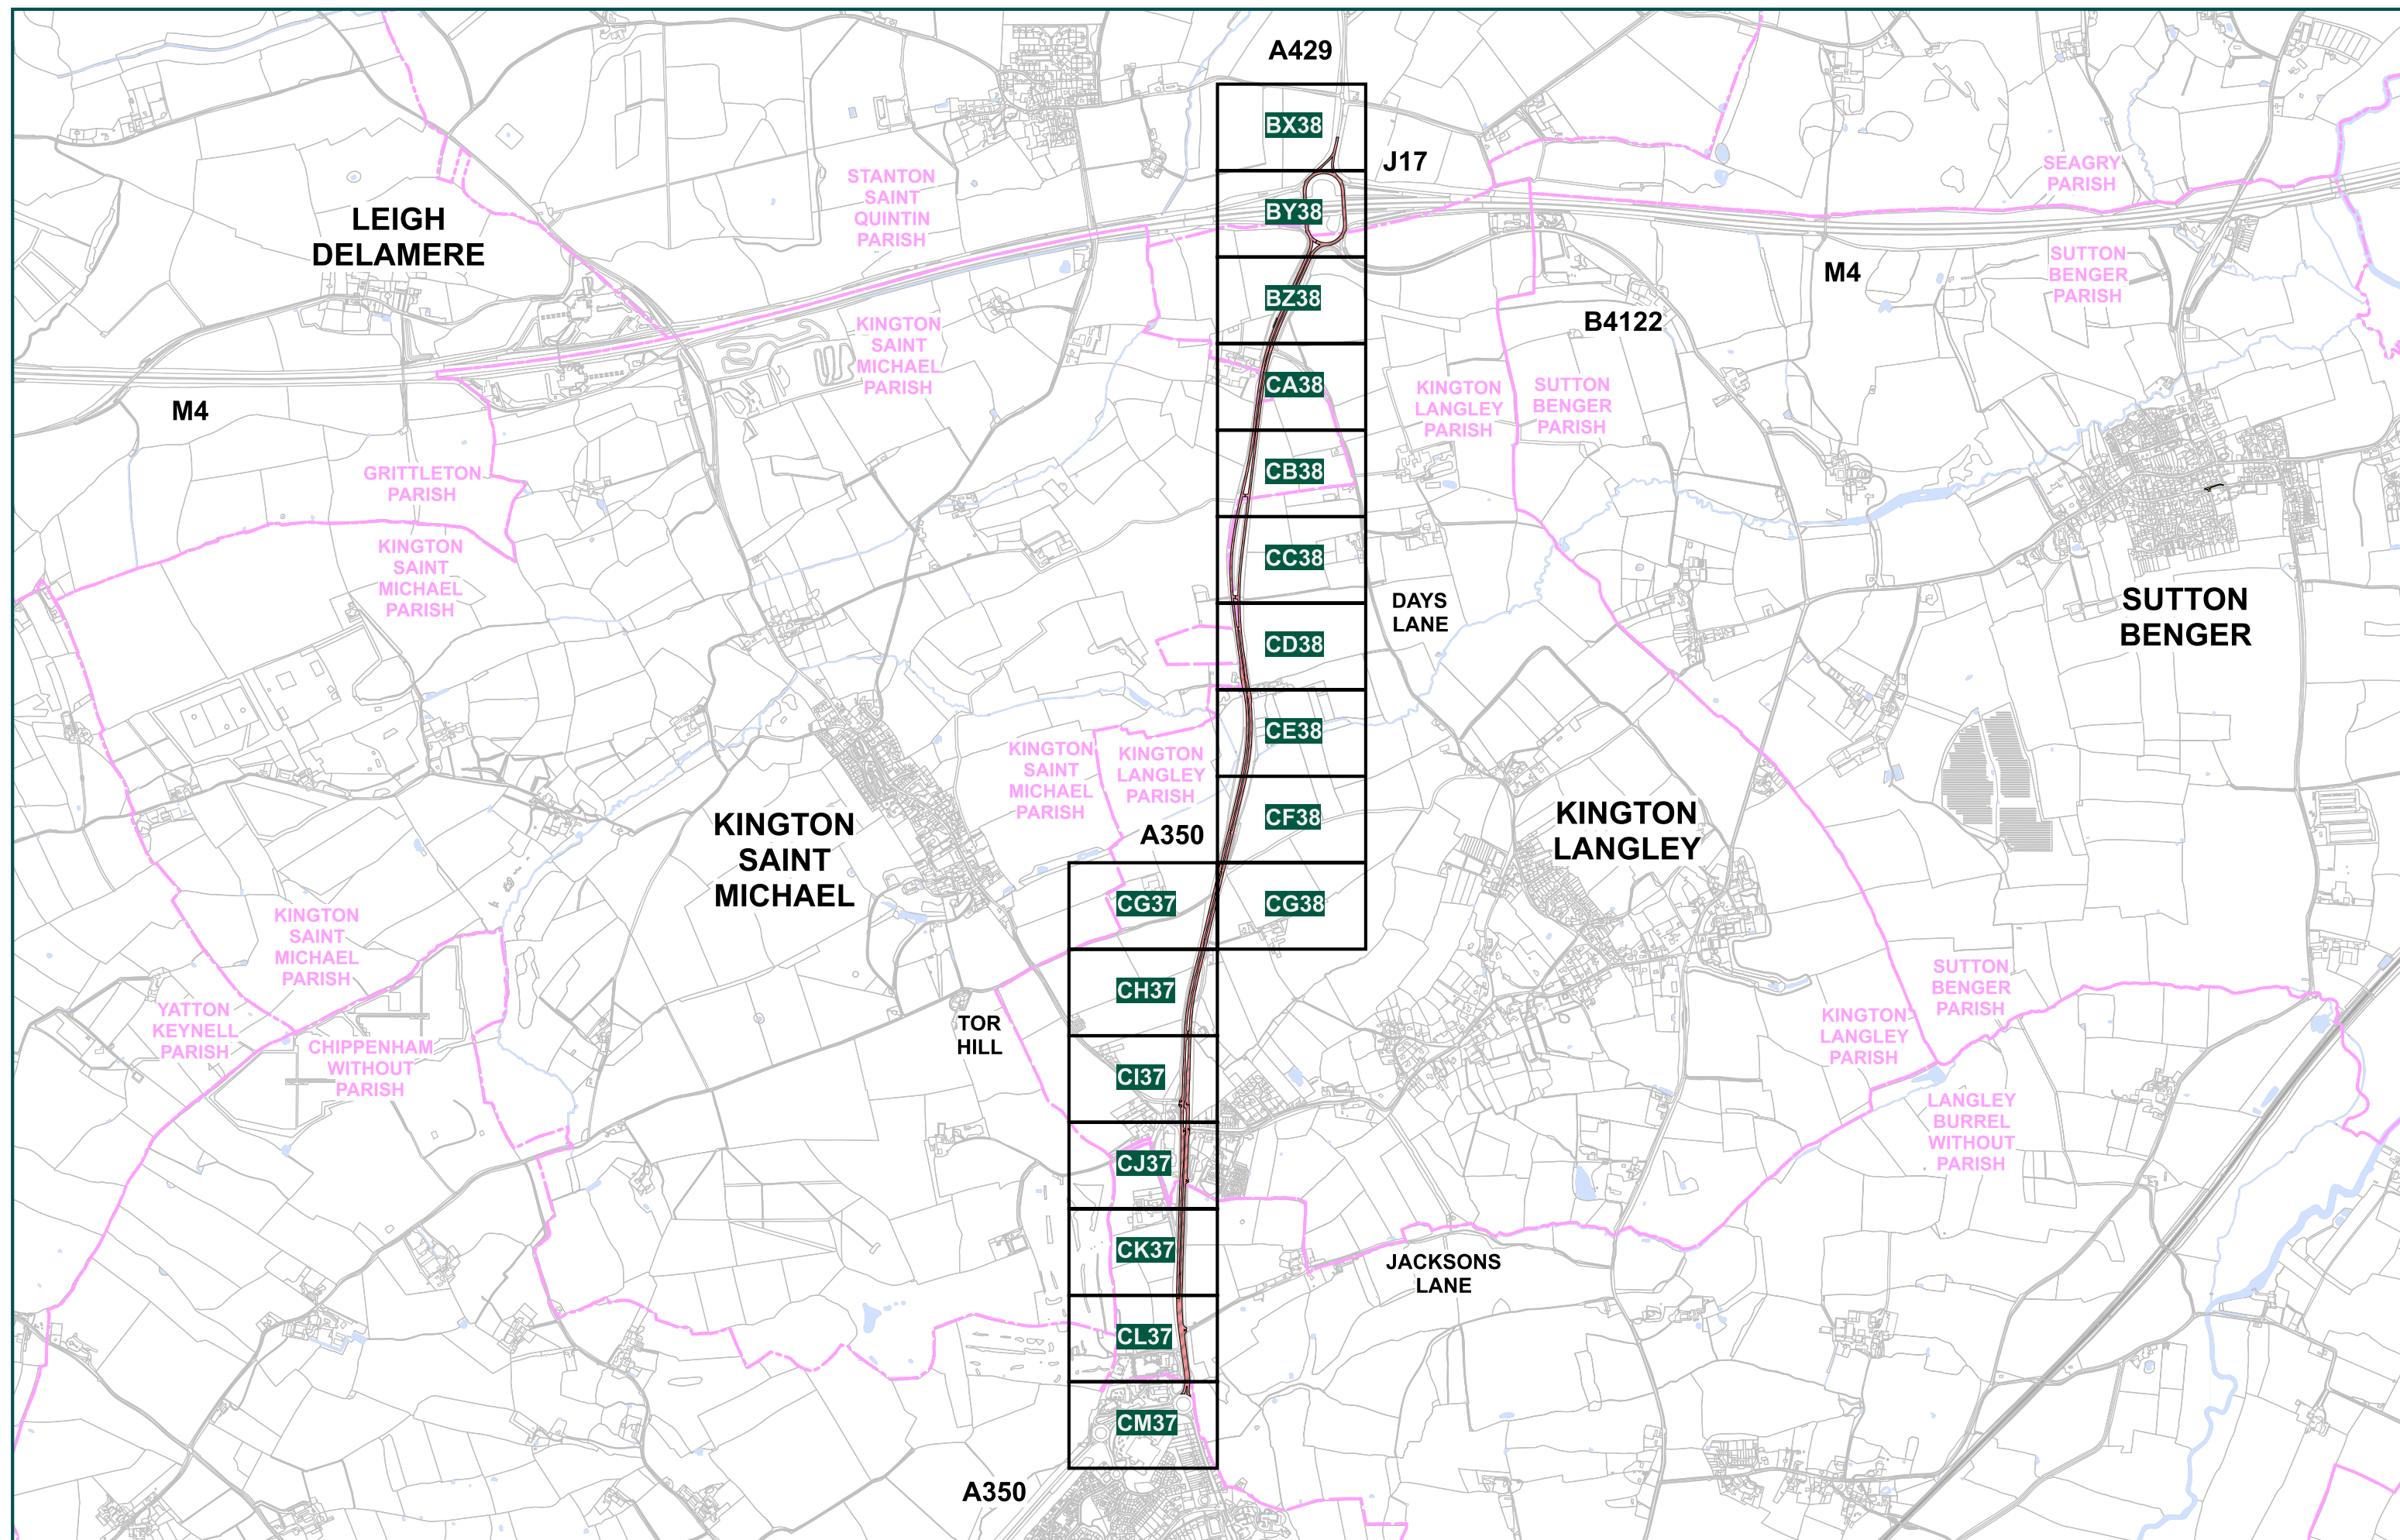 A429
BX38
J17
STANTON
SAINT
QUINTIN
PARISH
SEAGRY
PARISH
LEIGH
DELAMERE
BY38
SUTTON
BENGER
PARISH
M4
BZ38
B4122
KINGTON
SAINT
MICHAEL
PARISH
CA38
KINGTON
LANGLEY
PARISH
SUTTON
BENGER
PARISH
M4
GRITTLETON
PARISH
CB38
KINGTON
SAINT
MICHAEL
PARISH
CC38
DAYS
LANE
SUTTON
BENGER
CD38
CE38
KINGTON
SAINT
MICHAEL
PARISH
KINGTON
LANGLEY
PARISH
KINGTON
SAINT
MICHAEL
A350
CF38
KINGTON
LANGLEY
CG37
CG38
KINGTON
SAINT
MICHAEL
PARISH
CH37
SUTTON
BENGER
PARISH
YATTON
KEYNELL
PARISH
CHIPPENHAM
WITHOUT
PARISH
TOR
HILL
KINGTON
LANGLEY
PARISH
CI37
LANGLEY
BURREL
WITHOUT
PARISH
CJ37
CK37
JACKSONS
LANE
CL37
CM37
A350